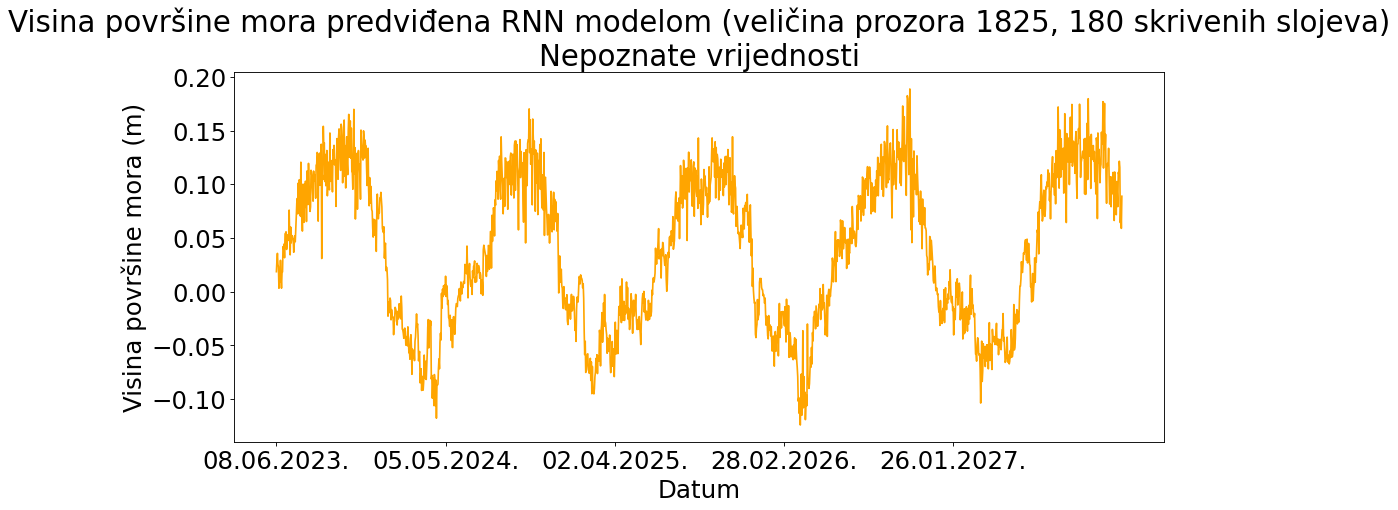 Visina površine mora predviđena RNN modelom (veličina prozora 1825, 180 skrivenih slojeva)
Nepoznate vrijednosti
Visina površine mora (m)
0.20
0.15
0.10
0.05
0.00
−0.05
−0.10
08.06.2023. 05.05.2024. 02.04.2025. 28.02.2026. 26.01.2027.
Datum